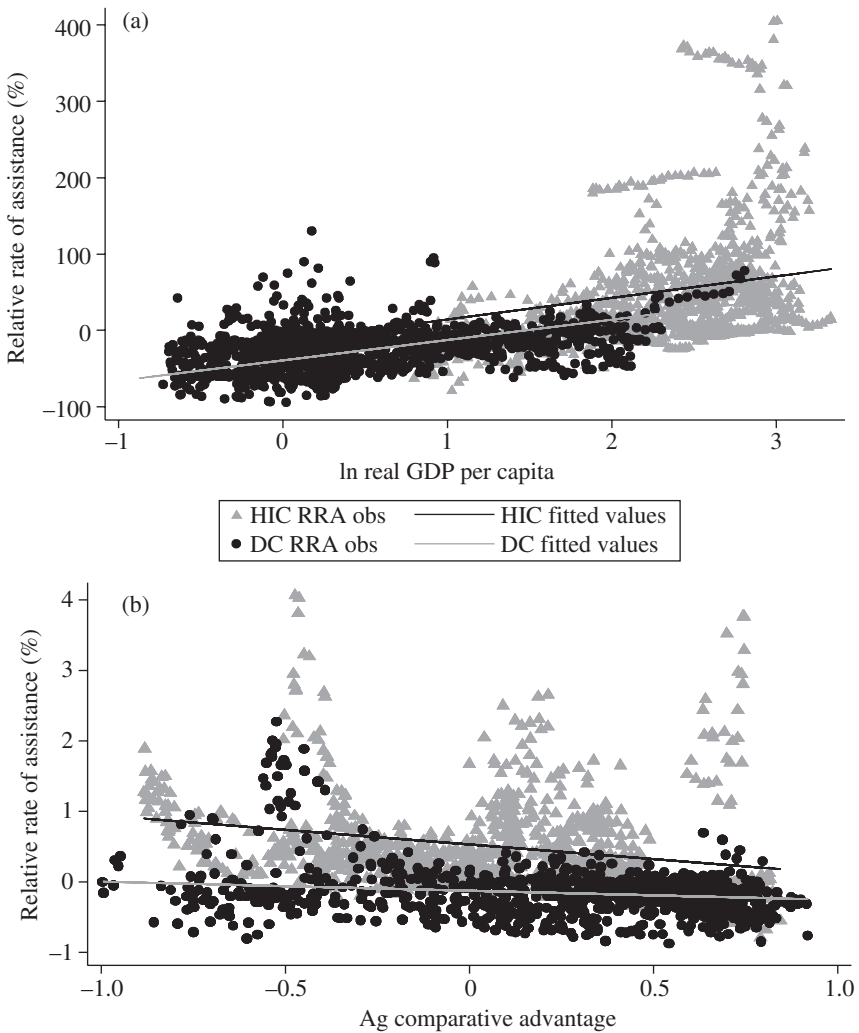 (a)
400
300
200
100
0
−100
Relative rate of assistance (%)
−1 0 1 2 3
ln real GDP per capita
HIC RRA obs HIC fitted values
DC RRA obs DC fitted values
(b)
4
3
2
1
0
−1
Relative rate of assistance (%)
−1.0 −0.5 0 0.5 1.0
Ag comparative advantage